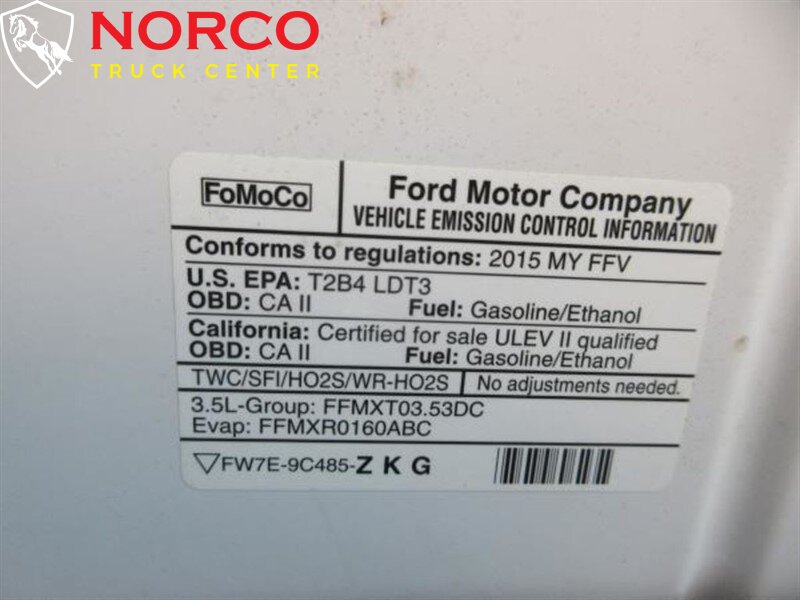 NORCO
TRUCK CENTER
FoMoCo
Ford Motor Company
VEHICLE EMISSION CONTROL INFORMATION
Conforms to regulations: 2015 MY FFV
U.S. EPA: T2B4 LDT3
OBD: CA II Fuel: Gasoline/Ethanol
California: Certified for sale ULEV II qualified
OBD: CA II Fuel: Gasoline/Ethanol
TWC/SFI/HO2S/WR-HO2S No adjustments needed.
3.5L-Group: FFMXT03.53DC
Evap: FFMXR0160ABC
▽FW7E-9C485-Z K G